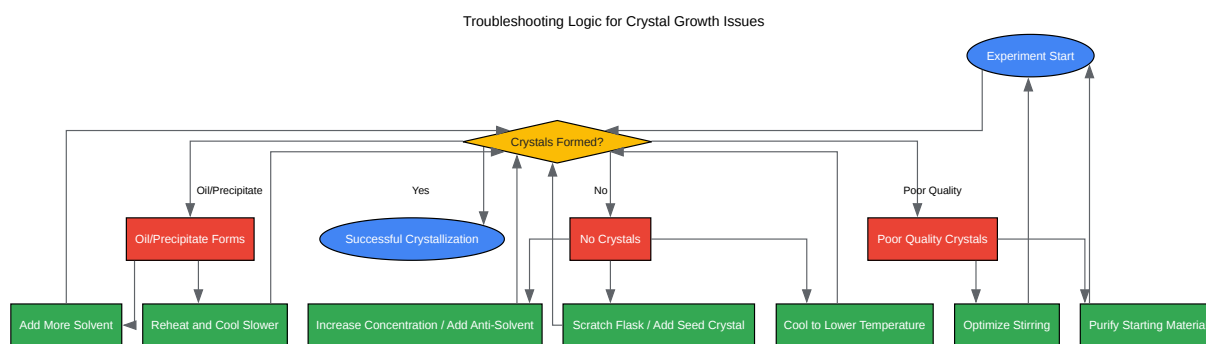 Troubleshooting Logic for Crystal Growth Issues
Experiment Start
Crystals Formed?
Oil/Precipitate
Yes
No
Poor Quality
Oil/Precipitate Forms
Successful Crystallization
No Crystals
Poor Quality Crystals
Add More Solvent
Reheat and Cool Slower
Increase Concentration / Add Anti-Solvent
Scratch Flask / Add Seed Crystal
Cool to Lower Temperature
Optimize Stirring
Purify Starting Material